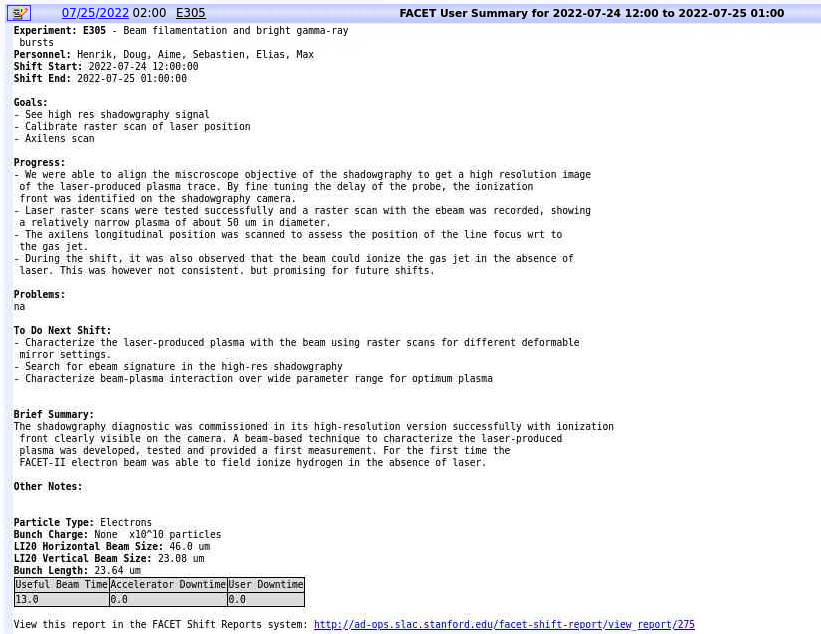 07/25/2022 02:00 E305 FACET User Summary for 2022-07-24 12:00 to 2022-07-25 01:00
Experiment: E305 - Beam filamentation and bright gamma-ray
bursts
Personnel: Henrik, Doug, Aime, Sebastien, Elias, Max
Shift Start: 2022-07-24 12:00:00
Shift End: 2022-07-25 01:00:00
Goals:
- See high res shadowgraphy signal
- Calibrate raster scan of laser position
- Axilens scan
Progress:
- We were able to align the miscroscope objective of the shadowgraphy to get a high resolution image
of the laser-produced plasma trace. By fine tuning the delay of the probe, the ionization
front was identified on the shadowgraphy camera.
- Laser raster scans were tested successfully and a raster scan with the ebeam was recorded, showing
a relatively narrow plasma of about 50 um in diameter.
- The axilens longitudinal position was scanned to assess the position of the line focus wrt to
the gas jet.
- During the shift, it was also observed that the beam could ionize the gas jet in the absence of
laser. This was however not consistent. but promising for future shifts.
Problems:
na
To Do Next Shift:
- Characterize the laser-produced plasma with the beam using raster scans for different deformable
mirror settings.
- Search for ebeam signature in the high-res shadowgraphy
- Characterize beam-plasma interaction over wide parameter range for optimum plasma
Brief Summary:
The shadowgraphy diagnostic was commissioned in its high-resolution version successfully with ionization
front clearly visible on the camera. A beam-based technique to characterize the laser-produced
plasma was developed, tested and provided a first measurement. For the first time the
FACET-II electron beam was able to field ionize hydrogen in the absence of laser.
Other Notes:
Particle Type: Electrons
Bunch Charge: None x10^10 particles
LI20 Horizontal Beam Size: 46.0 um
LI20 Vertical Beam Size: 23.08 um
Bunch Length: 23.64 um
Useful Beam Time Accelerator Downtime User Downtime
13.0 0.0 0.0
View this report in the FACET Shift Reports system: http://ad-ops.slac.stanford.edu/facet-shift-report/view_report/275